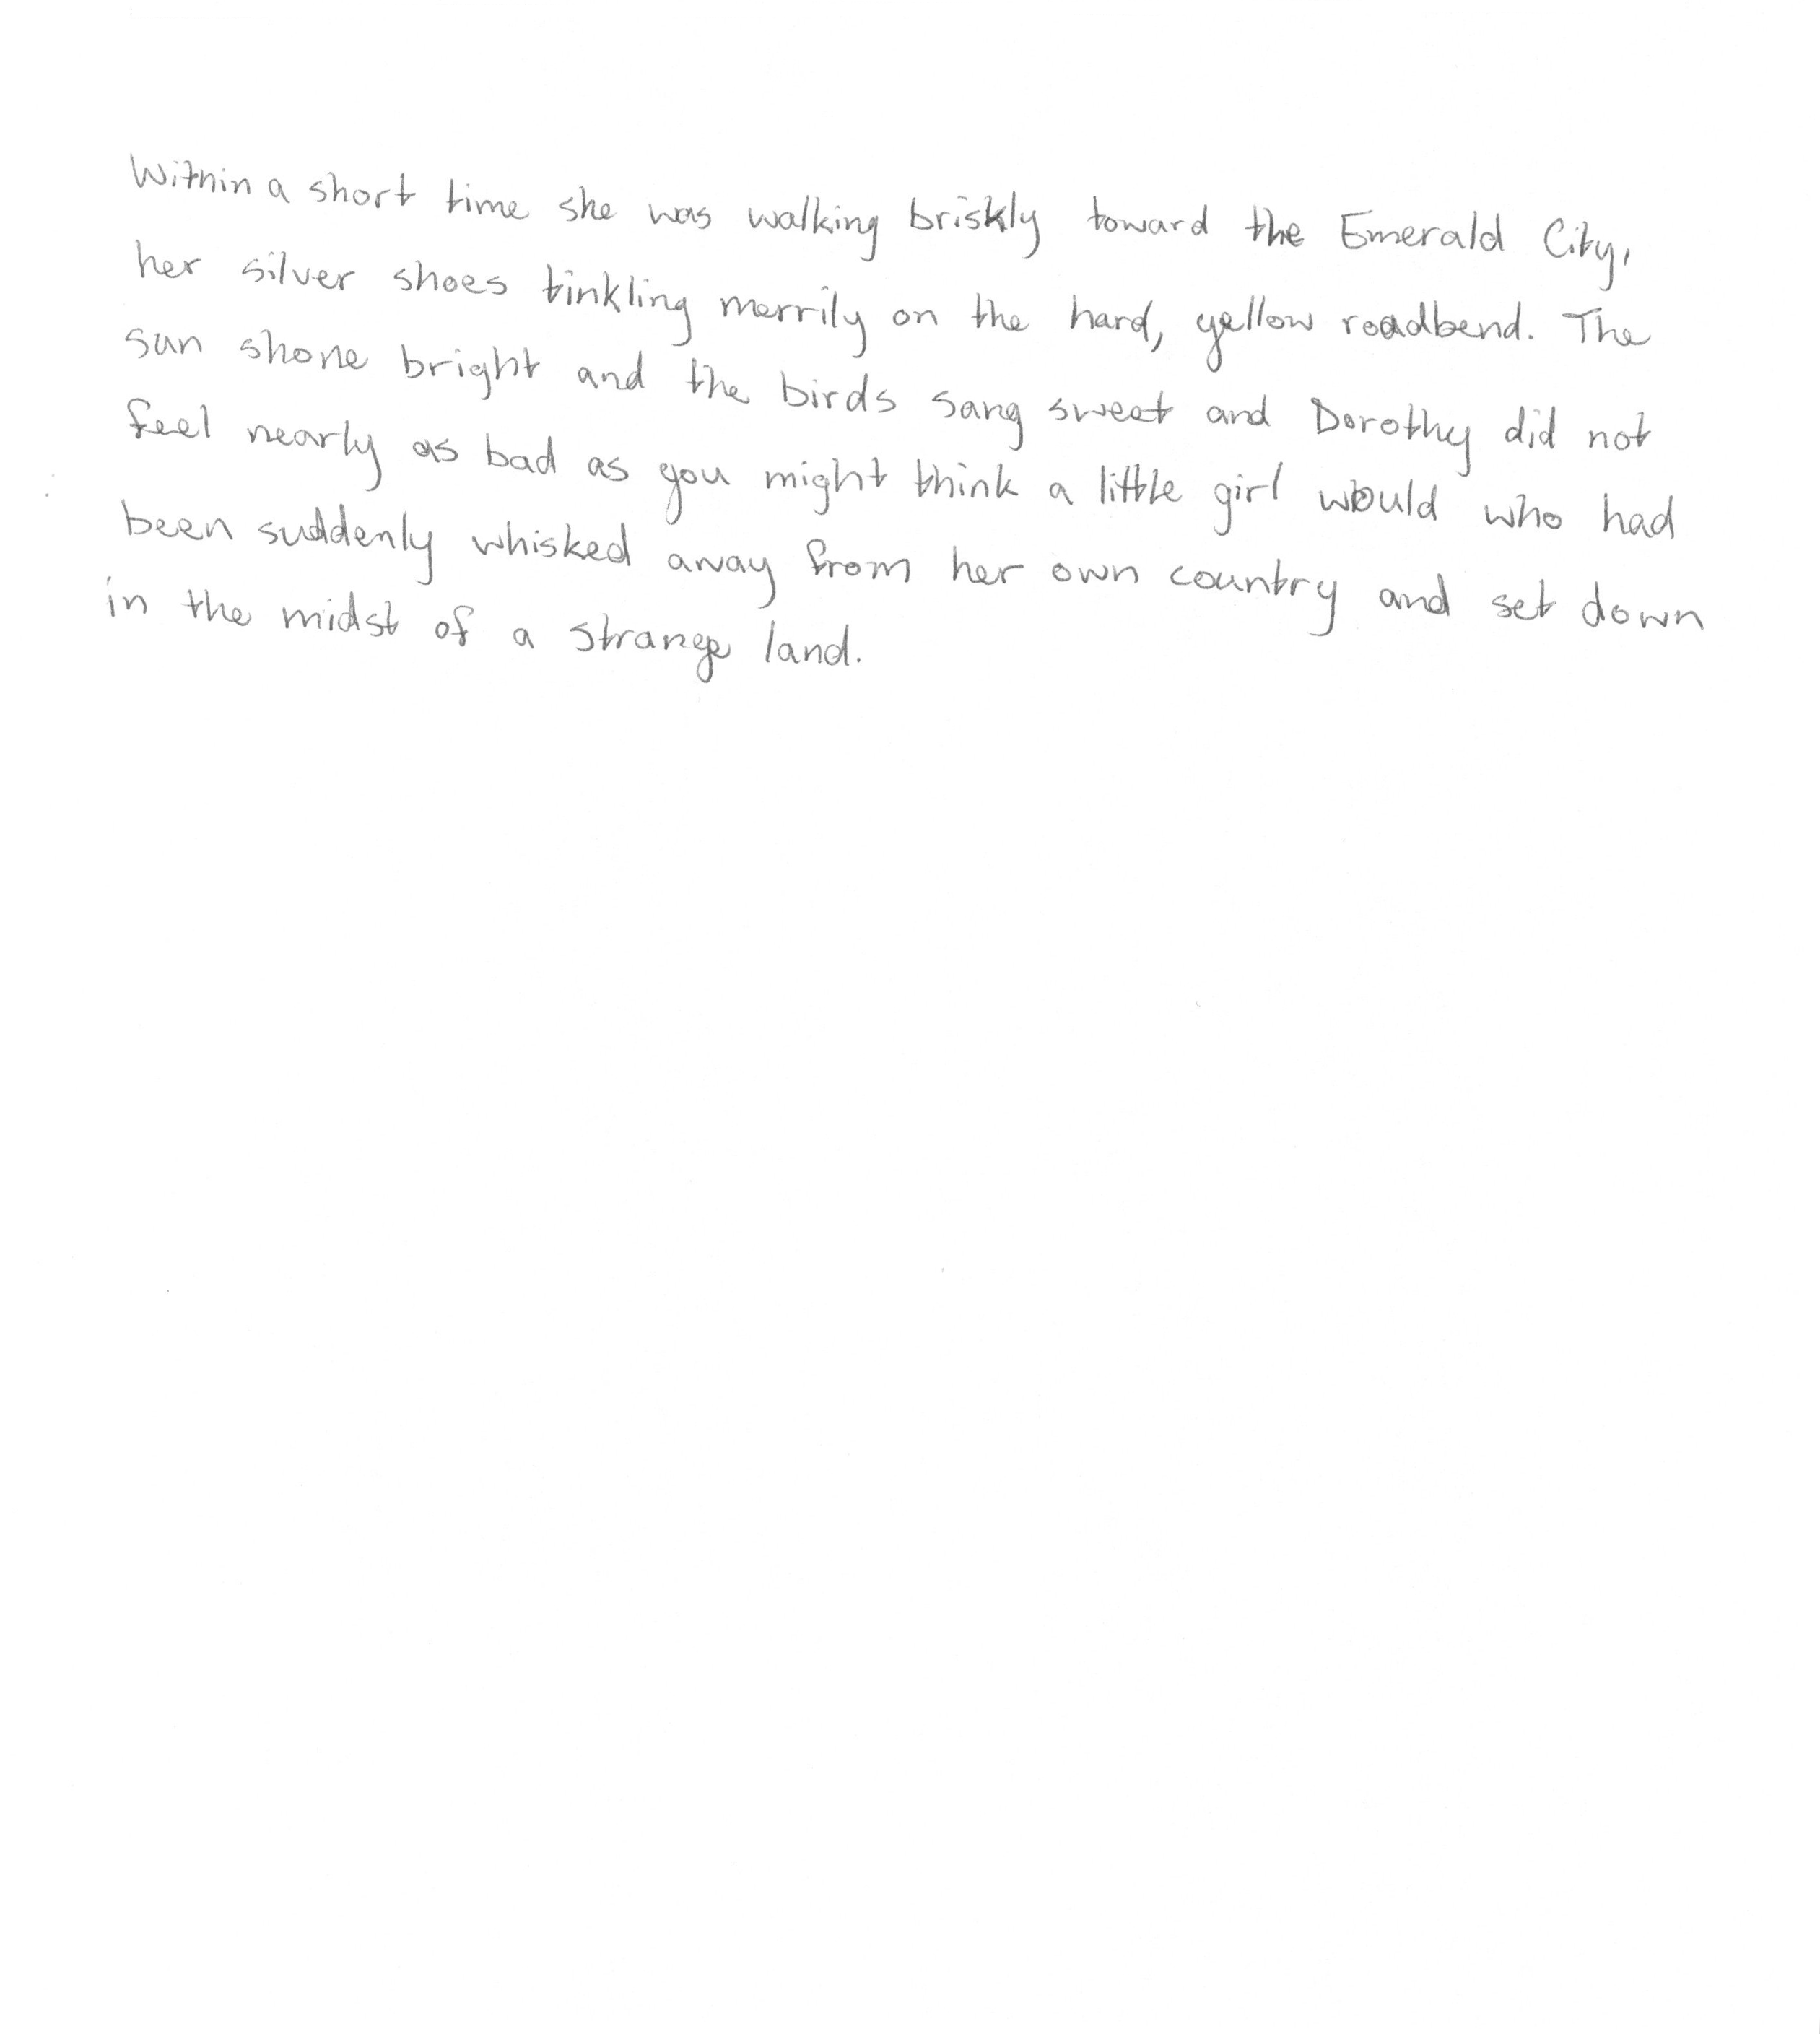 Within a short time she was walking briskly toward the Emerald City,
her silver shoes tinkling merrily on the hard, yellow roadbend. The
sun shone bright and the birds sang sweet and Dorothy did not
feel nearly as bad as you might think a little girl would who had
been suddenly whisked away from her own country and set down
in the midst of a strange land.